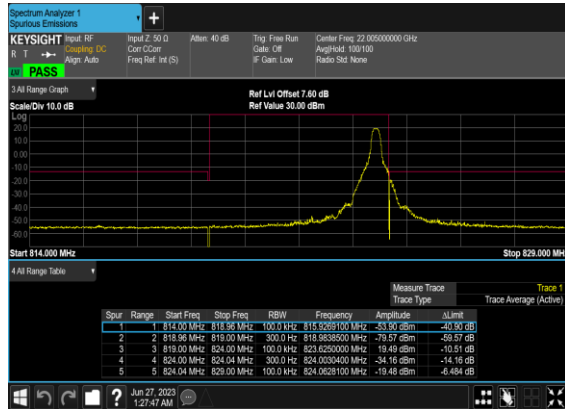 Spectrum Analyzer 1
Spurious Emissions
+
KEYSIGHT Input: RF Input Z: 50 Ω Atten: 40 dB Trig: Free Run Center Freq: 22.005000000 GHz
R T Coupling: DC Corr CCorr Gate: Off Avg|Hold: 100/100
Align: Auto Freq Ref: Int (S) IF Gain: Low Radio Std: None
PASS
3 All Range Graph
Ref Lvl Offset 7.60 dB
Scale/Div 10.0 dB Ref Value 30.00 dBm
Log
20.0
10.0
0.00
-10.0
-20.0
-30.0
-40.0
-50.0
-60.0
Start 814.000 MHz Stop 829.000 MH
4 All Range Table
Measure Trace Trace 1
Trace Type Trace Average (Active)
Spur Range Start Freq Stop Freq RBW Frequency Amplitude ΔLimit
1 1 814.00 MHz 818.96 MHz 100.0 kHz 815.9269100 MHz -53.90 dBm -40.90 dB
2 2 818.96 MHz 819.00 MHz 300.0 Hz 818.9838500 MHz -79.57 dBm -59.57 dB
3 3 819.00 MHz 824.00 MHz 100.0 kHz 823.6250000 MHz 19.49 dBm -10.51 dB
4 4 824.00 MHz 824.04 MHz 300.0 Hz 824.0030400 MHz -34.16 dBm -14.16 dB
5 5 824.04 MHz 829.00 MHz 100.0 kHz 824.0628100 MHz -19.48 dBm -6.484 dB
? Jun 27, 2023
1:27:47 AM